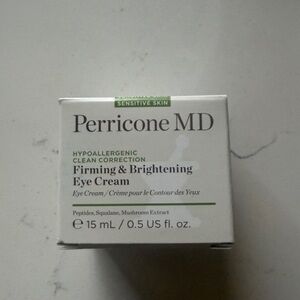 SENSITIVE SKIN
Perricone MD
HYPOALLERGENIC
CLEAN CORRECTION
Firming & Brightening
Eye Cream
Eye Cream / Crème pour le Contour des Yeux
Peptides, Squalane, Mushroom Extract
℮ 15 mL / 0.5 US fl. oz.